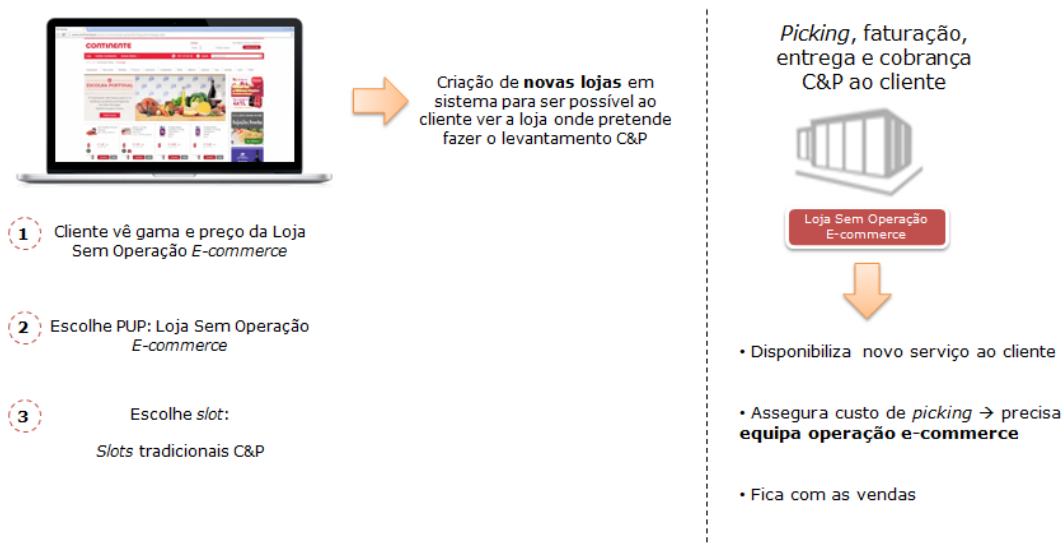 CONTINENTE
ESCOLHA PORTUGAL
Criação de novas lojas em
sistema para ser possível ao
cliente ver a loja onde pretende
fazer o levantamento C&P
1
Cliente vê gama e preço da Loja
Sem Operação E-commerce
2
Escolhe PUP: Loja Sem Operação
E-commerce
3
Escolhe slot:
Slots tradicionais C&P
Picking, faturação,
entrega e cobrança
C&P ao cliente
Loja Sem Operação
E-commerce
• Disponibiliza novo serviço ao cliente
• Assegura custo de picking → precisa
equipa operação e-commerce
• Fica com as vendas